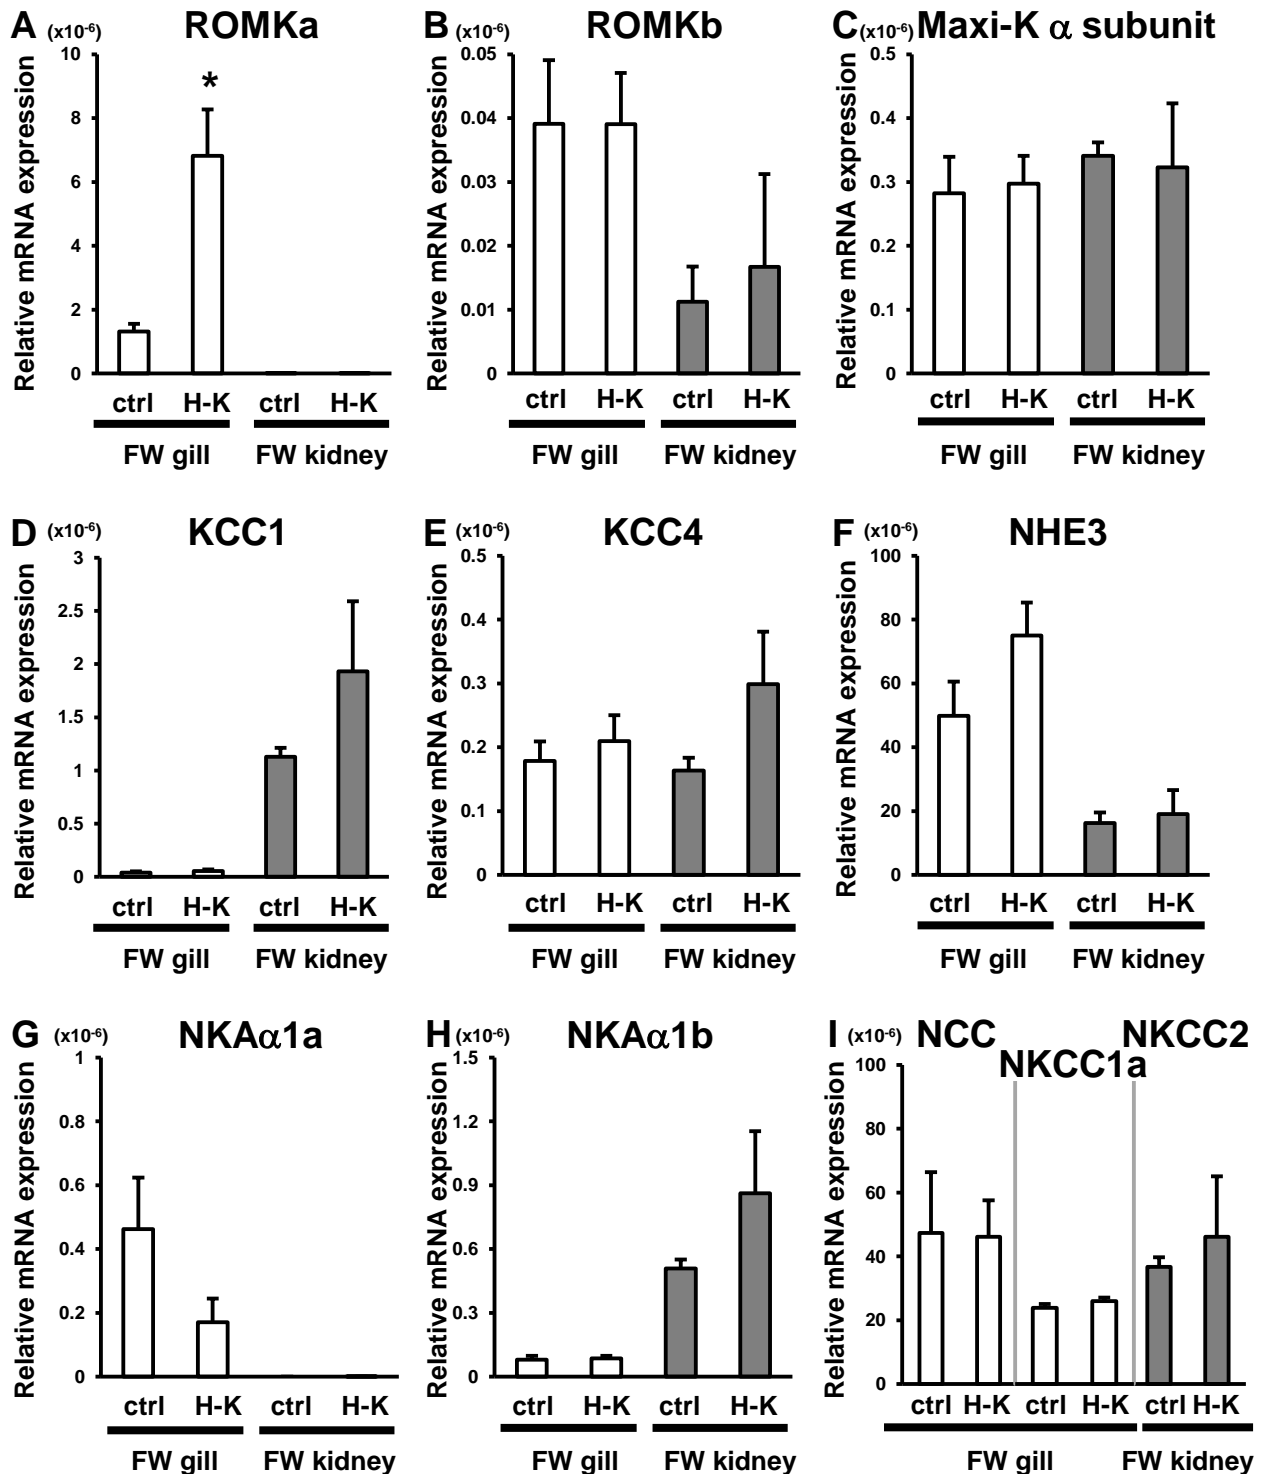 A (x10-6) ROMKa
Relative mRNA expression
10
8
6
4
2
0
*
ctrl H-K ctrl H-K
FW gill FW kidney
B (x10-6) ROMKb
Relative mRNA expression
0.05
0.04
0.03
0.02
0.01
0
ctrl H-K ctrl H-K
FW gill FW kidney
C (x10-6) Maxi-K α subunit
Relative mRNA expression
0.5
0.4
0.3
0.2
0.1
0
ctrl H-K ctrl H-K
FW gill FW kidney
D (x10-6) KCC1
Relative mRNA expression
3
2.5
2
1.5
1
0.5
0
ctrl H-K ctrl H-K
FW gill FW kidney
E (x10-6) KCC4
Relative mRNA expression
0.5
0.4
0.3
0.2
0.1
0
ctrl H-K ctrl H-K
FW gill FW kidney
F (x10-6) NHE3
Relative mRNA expression
100
80
60
40
20
0
ctrl H-K ctrl H-K
FW gill FW kidney
G (x10-6) NKAα1a
Relative mRNA expression
1
0.8
0.6
0.4
0.2
0
ctrl H-K ctrl H-K
FW gill FW kidney
H (x10-6) NKAα1b
Relative mRNA expression
1.5
1.2
0.9
0.6
0.3
0
ctrl H-K ctrl H-K
FW gill FW kidney
I (x10-6) NCC NKCC2
NKCC1a
Relative mRNA expression
100
80
60
40
20
0
ctrl H-K ctrl H-K ctrl H-K
FW gill FW kidney